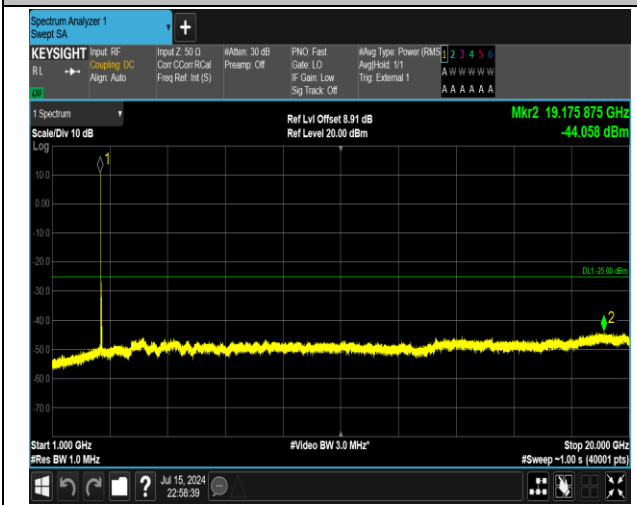 Spectrum Analyzer 1
Swept SA
+
KEYSIGHT
RL
LXI
Input: RF
Coupling: DC
Align: Auto
Input Z: 50 Ω
Corr CCorr RCal
Freq Ref: Int (S)
#Atten: 30 dB
Preamp: Off
PNO: Fast
Gate: LO
IF Gain: Low
Sig Track: Off
#Avg Type: Power (RMS
Avg|Hold: 1/1
Trig: External 1
1 2 3 4 5 6
A W W W W W
A A A A A A
1 Spectrum
Scale/Div 10 dB
Log
Ref Lvl Offset 8.91 dB
Ref Level 20.00 dBm
Mkr2 19.175 875 GHz
-44.058 dBm
1
10.0
0.00
-10.0
-20.0
DL1 -25.00 dBm
-30.0
-40.0
2
-50.0
-60.0
-70.0
Start 1.000 GHz
#Res BW 1.0 MHz
#Video BW 3.0 MHz*
Stop 20.000 GHz
#Sweep ~1.00 s (40001 pts)
?
Jul 15, 2024
22:58:39